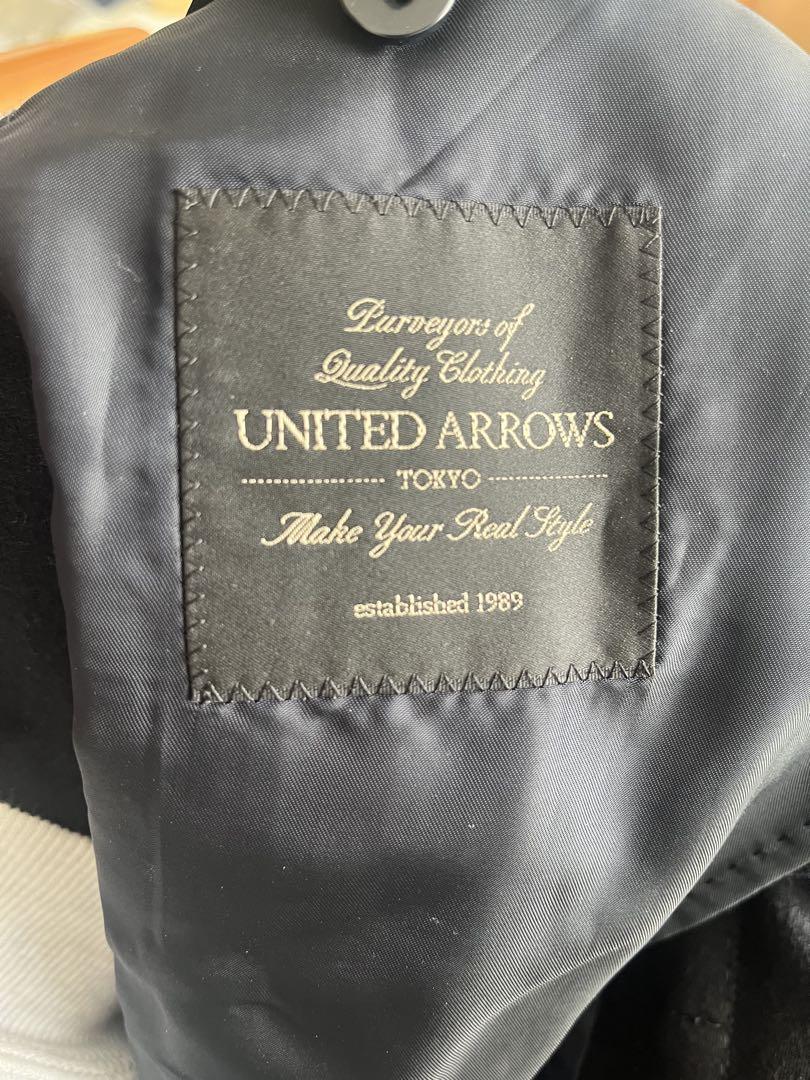 Purveyors of
Quality Clothing
UNITED ARROWS
TOKYO
Make Your Real Style
established 1989